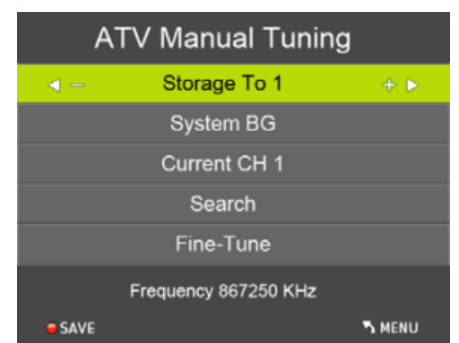 ATV Manual Tuning
Storage To 1
System BG
Current CH 1
Search
Fine-Tune
Frequency 867250 KHz
SAVE MENU